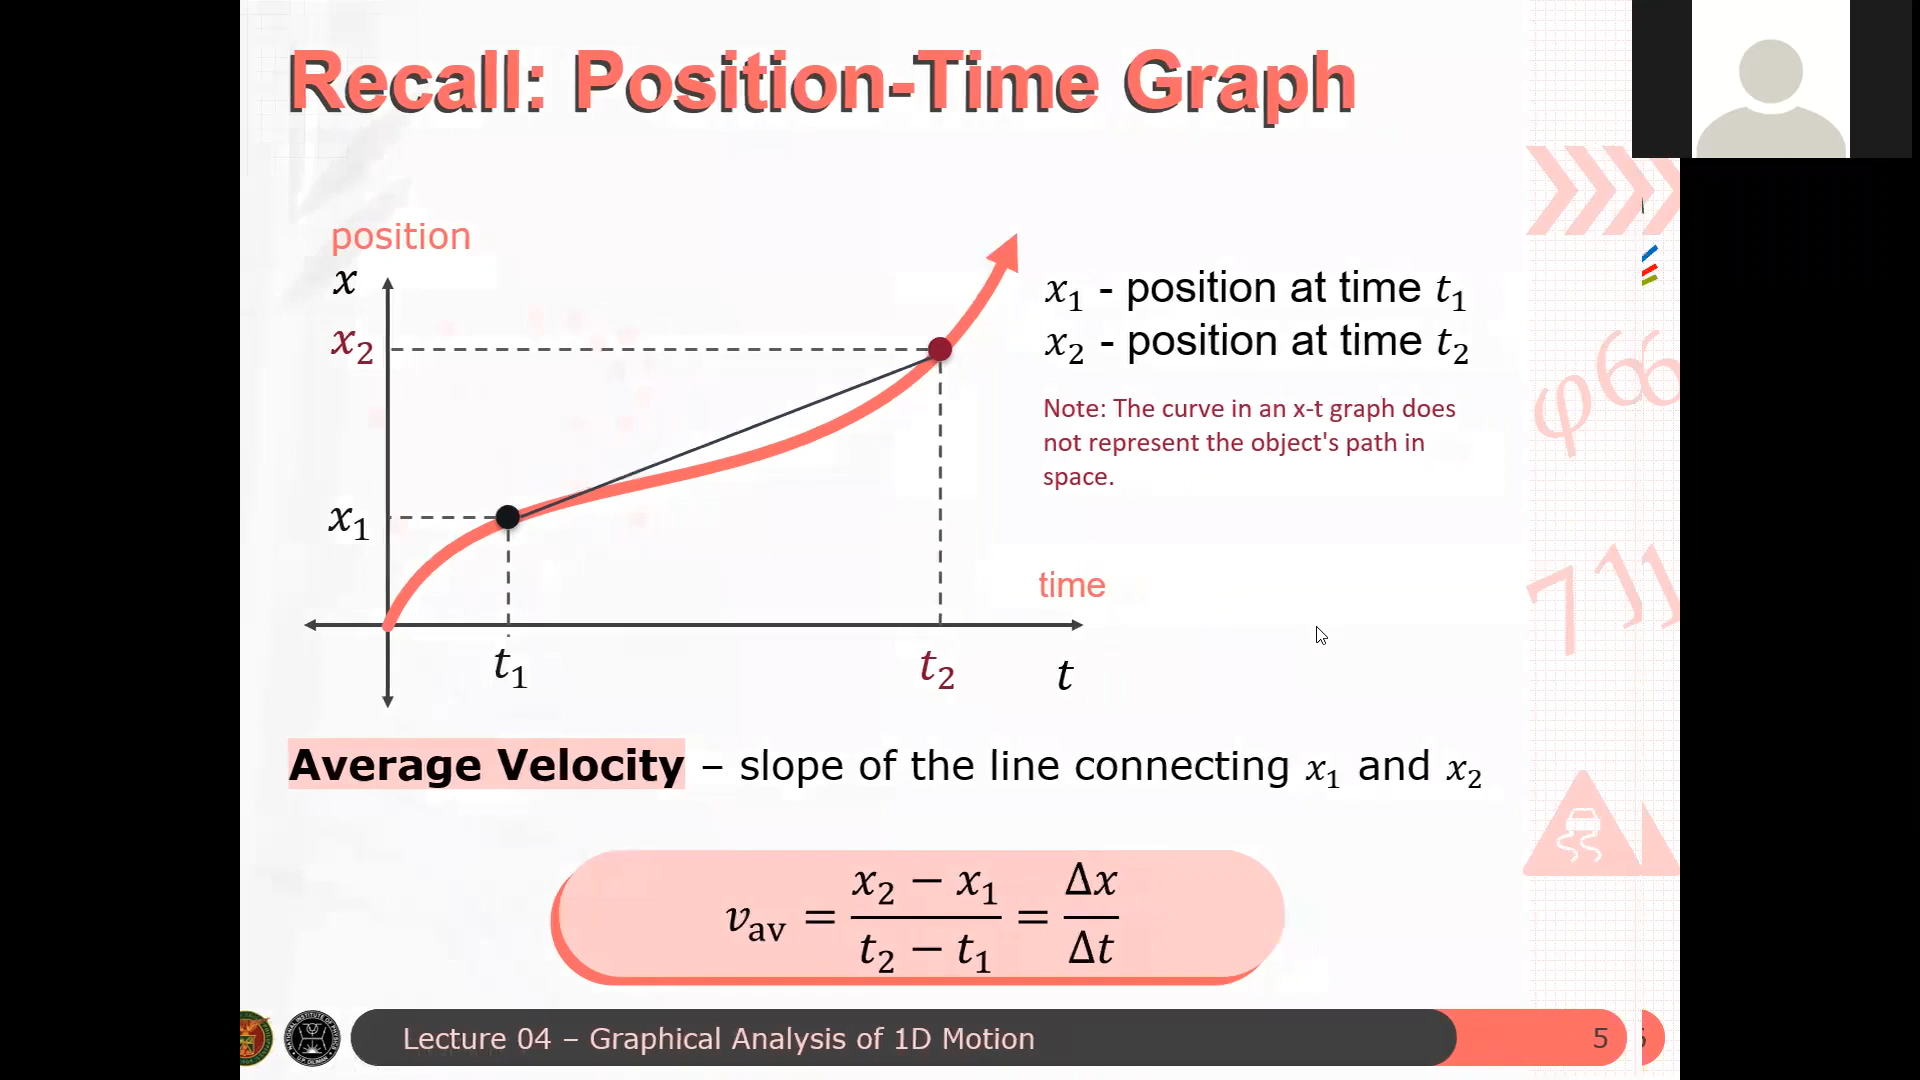 Recall: Position-Time Graph
position
x
x₂
x₁
t₁
t₂
t
time
x₁ - position at time t₁
x₂ - position at time t₂
Note: The curve in an x-t graph does
not represent the object's path in
space.
Average Velocity – slope of the line connecting x₁ and x₂
v_av = (x₂ − x₁)/(t₂ − t₁) = Δx/Δt
Lecture 04 – Graphical Analysis of 1D Motion
5